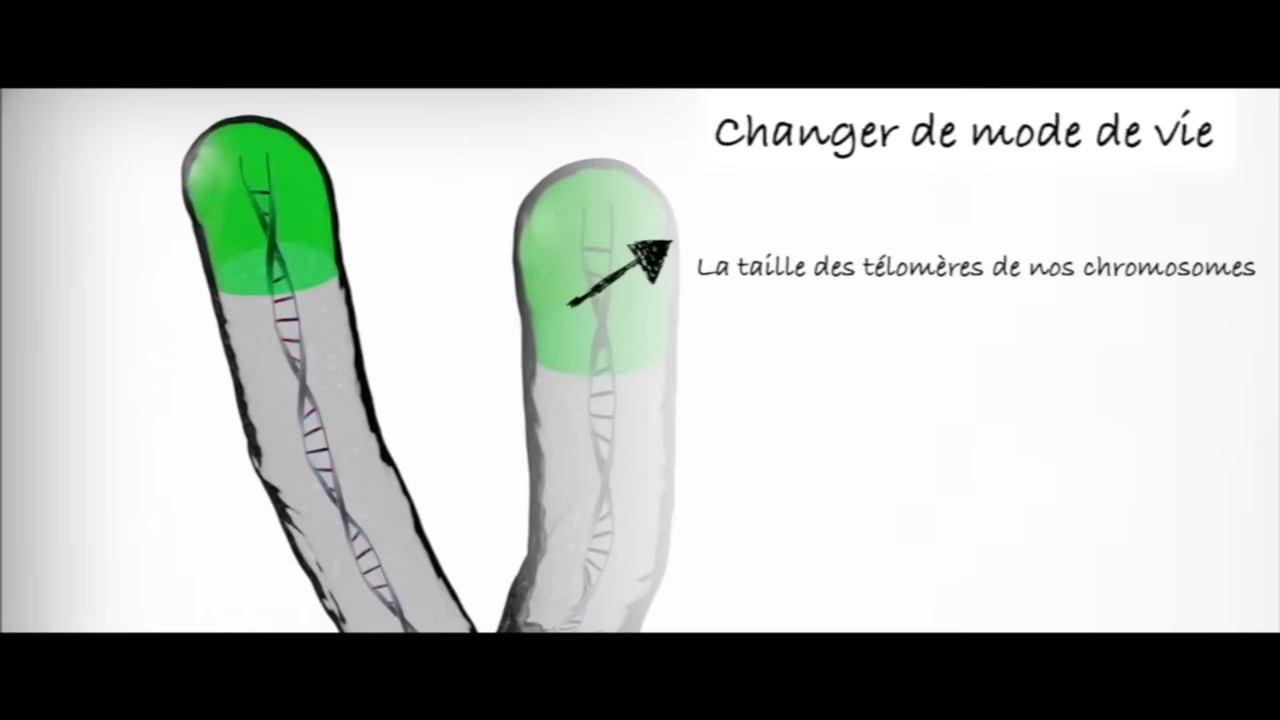 Changer de mode de vie
La taille des télomères de nos chromosomes